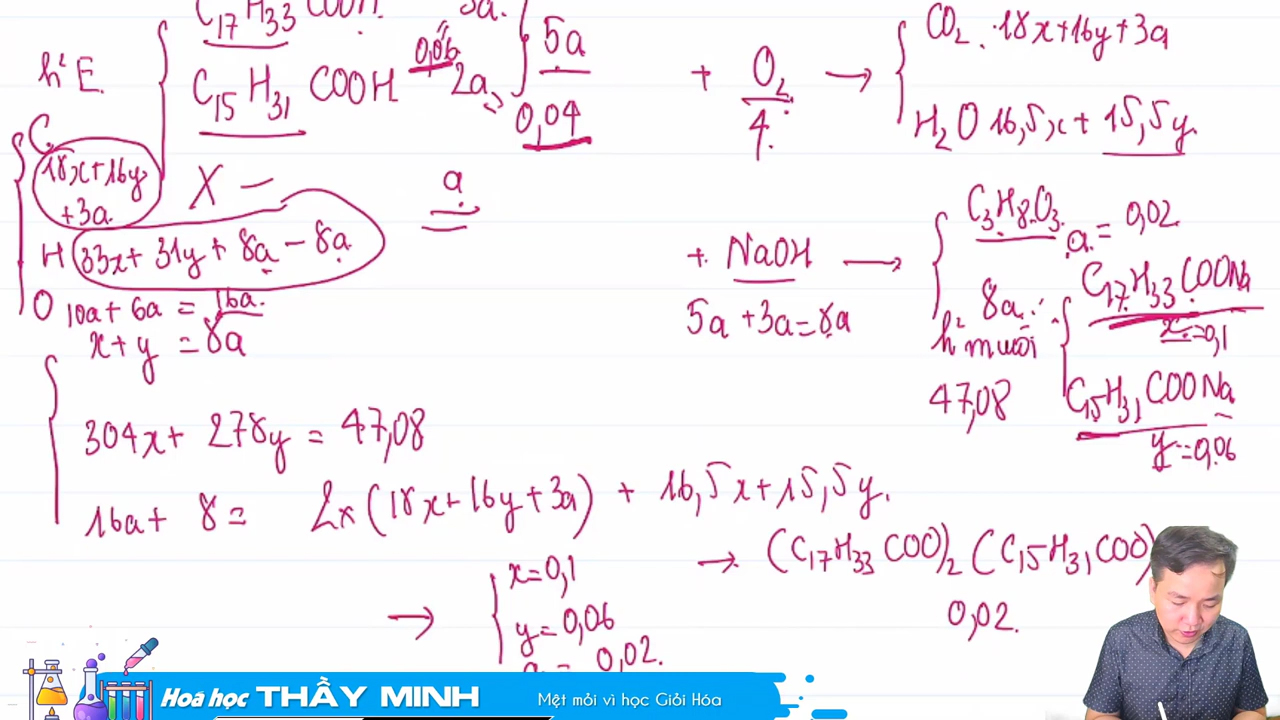 C17H33COOH 3a
h² E.
C15H31COOH 2a
0,06
5a
0,04
+ O2 →
4.
CO2 . 18x+16y+3a
H2O 16,5x+ 15,5y
X — a
C
18x+16y
+3a
H 33x+ 31y+ 8a – 8a
O 10a+ 6a = 16a.
x+y = 8a
304x+ 278y = 47,08
16a+ 8 = 2x(18x+16y+3a) + 16,5x+15,5y.
+ NaOH →
5a+3a=8a
C3H8O3. a = 0,02
8a :
h² muối
47,08
C17H33COONa
x=0,1
C15H31COONa
y=0,06
→ x=0,1
y= 0,06
a = 0,02.
→ (C17H33COO)2 (C15H31COO)
0,02.
Hoá học THẦY MINH
Mệt mỏi vì học Giỏi Hóa